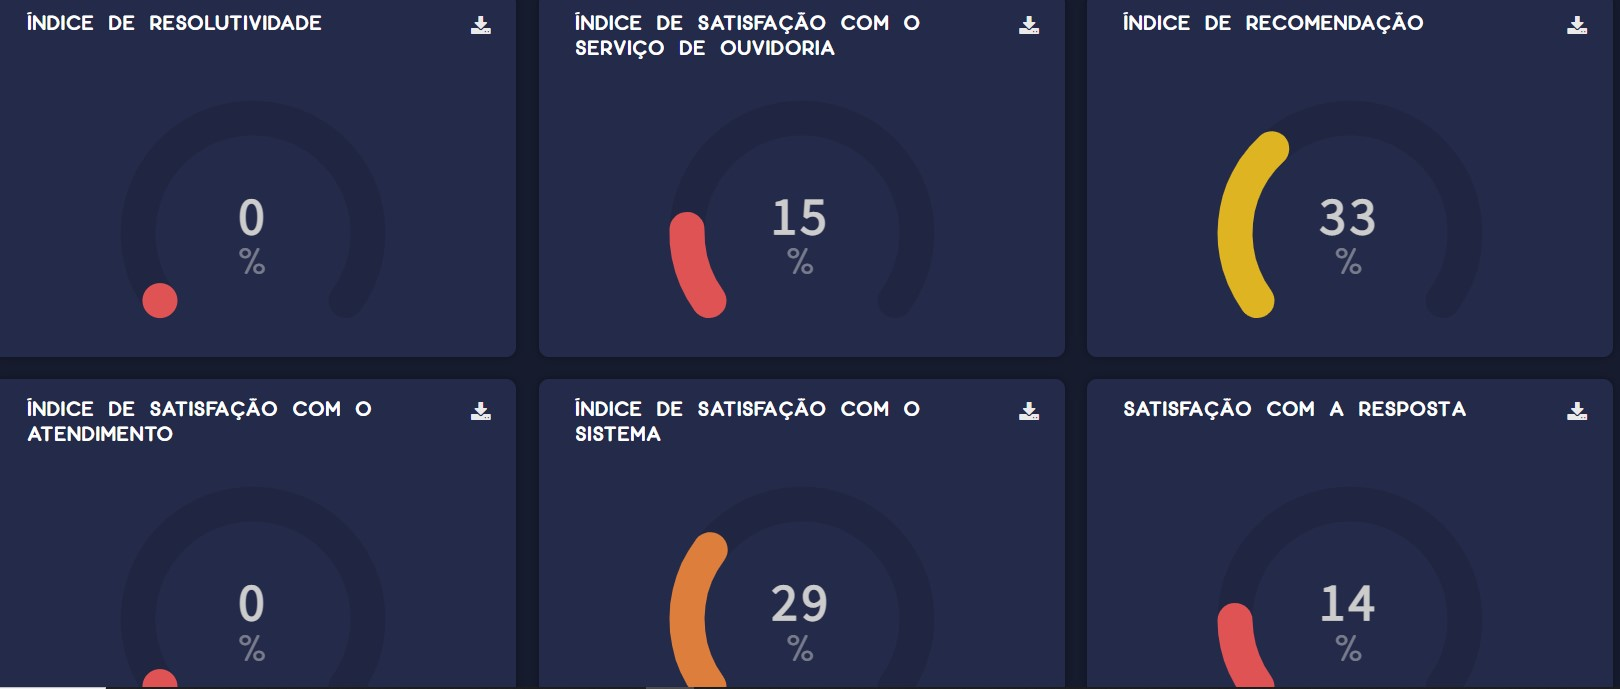 ÍNDICE DE RESOLUTIVIDADE
0
%
ÍNDICE DE SATISFAÇÃO COM O
SERVIÇO DE OUVIDORIA
15
%
ÍNDICE DE RECOMENDAÇÃO
33
%
ÍNDICE DE SATISFAÇÃO COM O
ATENDIMENTO
0
%
ÍNDICE DE SATISFAÇÃO COM O
SISTEMA
29
%
SATISFAÇÃO COM A RESPOSTA
14
%